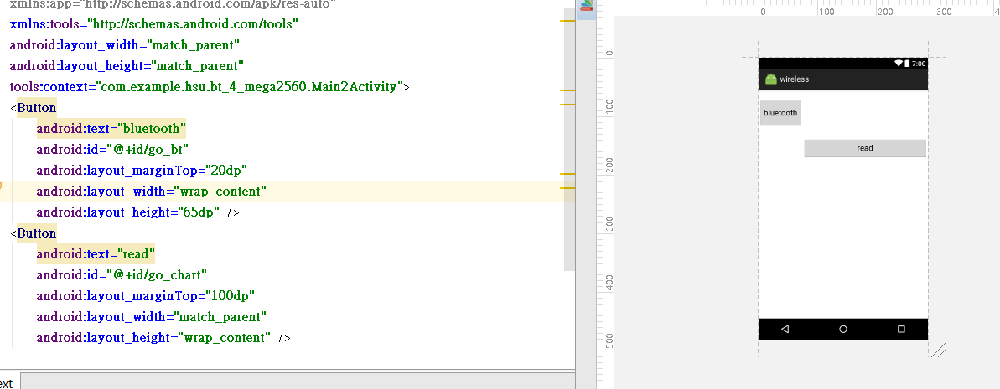 xmlns:app="http://schemas.android.com/apk/res-auto"
xmlns:tools="http://schemas.android.com/tools"
android:layout_width="match_parent"
android:layout_height="match_parent"
tools:context="com.example.hsu.bt_4_mega2560.Main2Activity">
<Button
android:text="bluetooth"
android:id="@+id/go_bt"
android:layout_marginTop="20dp"
android:layout_width="wrap_content"
android:layout_height="65dp" />
<Button
android:text="read"
android:id="@+id/go_chart"
android:layout_marginTop="100dp"
android:layout_width="match_parent"
android:layout_height="wrap_content" />
ext
0 100 200 300 4
0
100
200
300
400
500
7:00
wireless
bluetooth
read